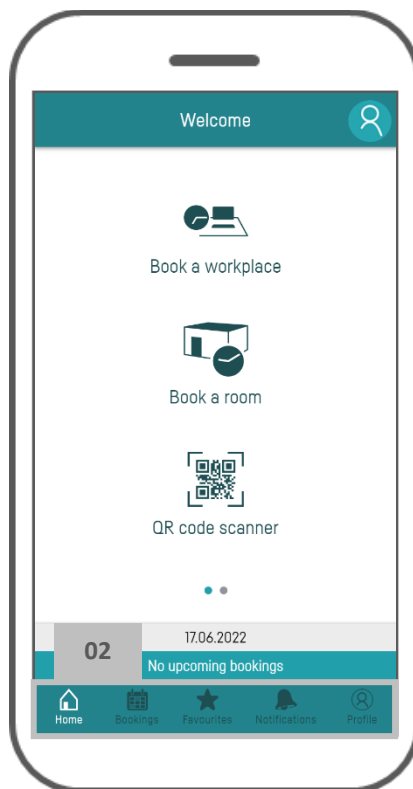 Welcome
Book a workplace
Book a room
QR code scanner
17.06.2022
02
No upcoming bookings
Home Bookings Favourites Notifications Profile